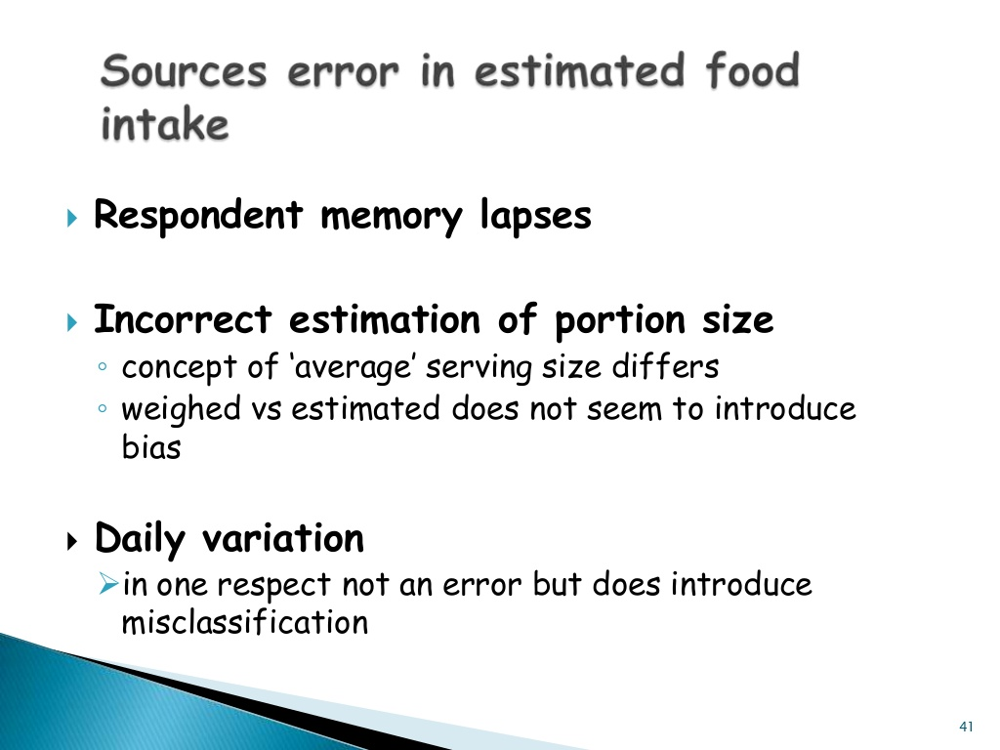 Sources error in estimated food
intake
Respondent memory lapses
Incorrect estimation of portion size
concept of ‘average’ serving size differs
weighed vs estimated does not seem to introduce
bias
Daily variation
in one respect not an error but does introduce
misclassification
41